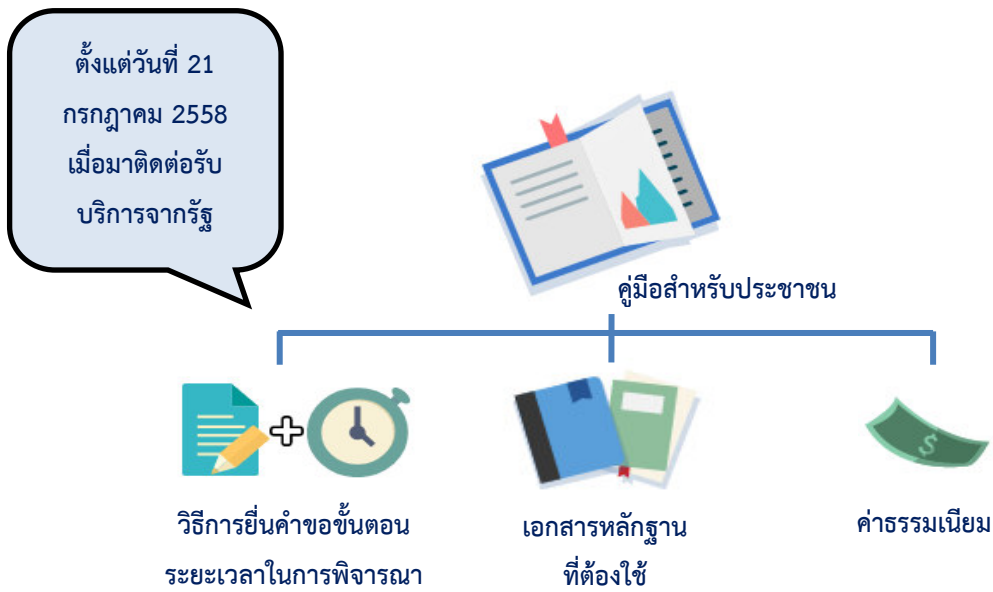 ตั้งแต่วันที่ 21
กรกฎาคม 2558
เมื่อมาติดต่อรับ
บริการจากรัฐ
คู่มือสำหรับประชาชน
วิธีการยื่นคำขอขั้นตอน
ระยะเวลาในการพิจารณา
เอกสารหลักฐาน
ที่ต้องใช้
$
ค่าธรรมเนียม